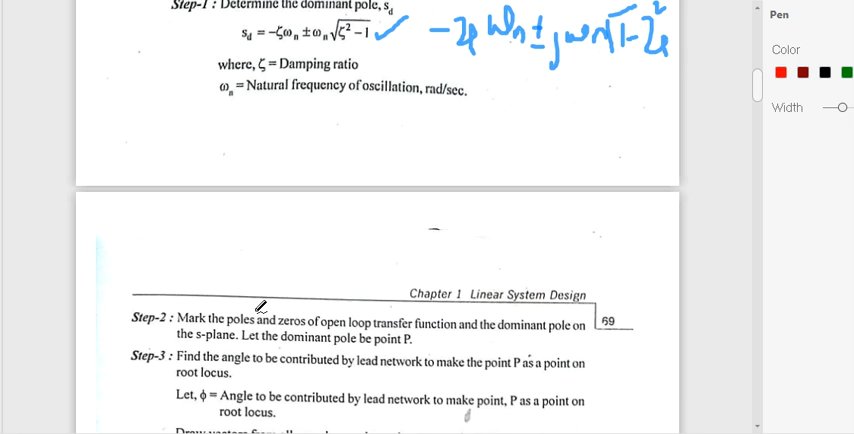 Step-1 : Determine the dominant pole, s_d
s_d = −ζω_n ± ω_n √ζ² − 1
where, ζ = Damping ratio
ω_n = Natural frequency of oscillation, rad/sec.
Pen
Color
Width
Chapter 1 Linear System Design
69
Step-2 : Mark the poles and zeros of open loop transfer function and the dominant pole on
the s-plane. Let the dominant pole be point P.
Step-3 : Find the angle to be contributed by lead network to make the point P as a point on
root locus.
Let, ϕ = Angle to be contributed by lead network to make point, P as a point on
root locus.